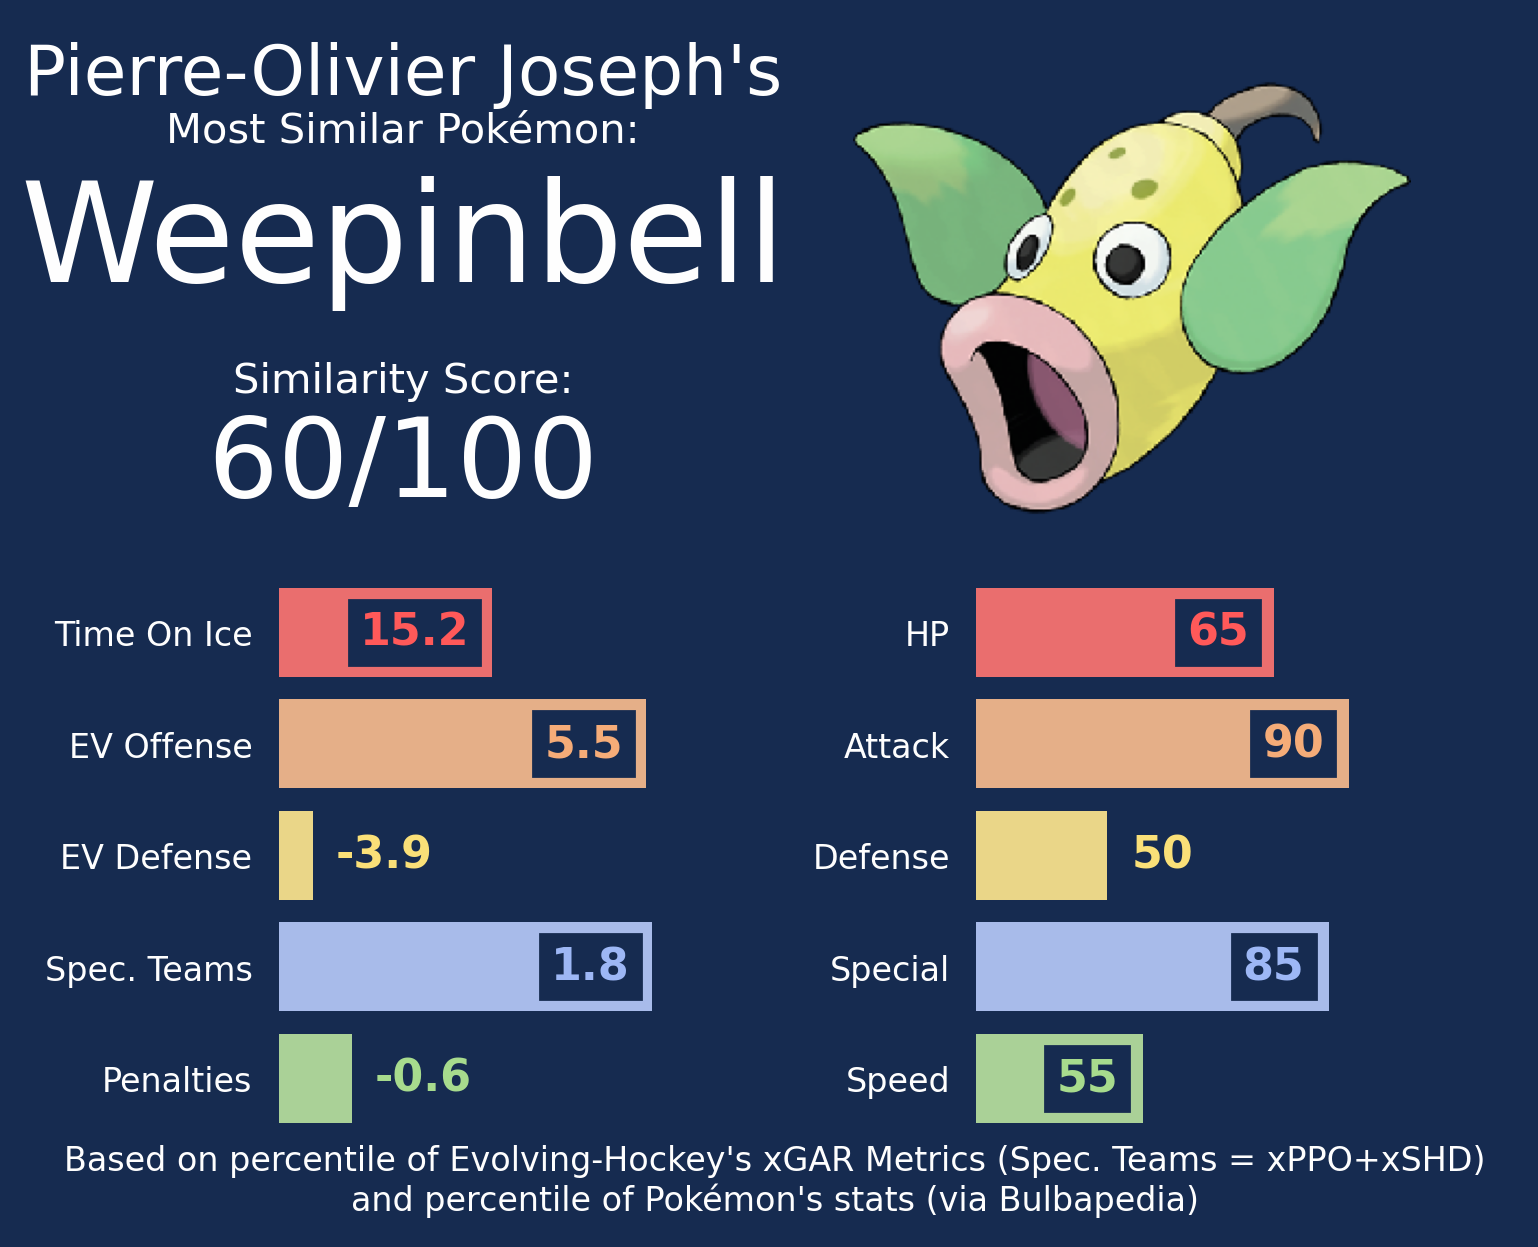 Pierre-Olivier Joseph's
Most Similar Pokémon:
Weepinbell
Similarity Score:
60/100
Time On Ice 15.2
EV Offense 5.5
EV Defense -3.9
Spec. Teams 1.8
Penalties -0.6
HP 65
Attack 90
Defense 50
Special 85
Speed 55
Based on percentile of Evolving-Hockey's xGAR Metrics (Spec. Teams = xPPO+xSHD)
and percentile of Pokémon's stats (via Bulbapedia)